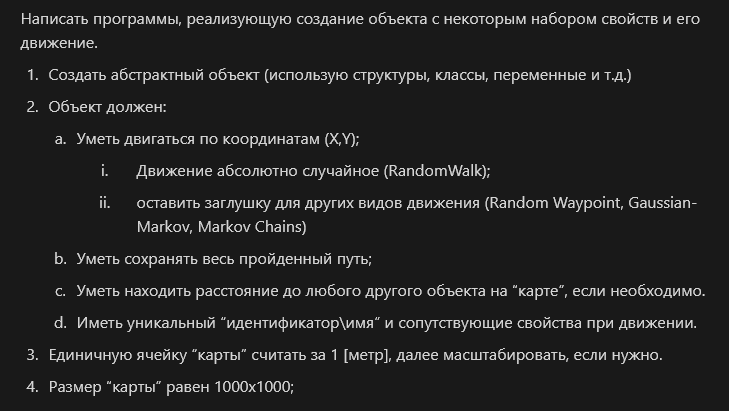 Написать программы, реализующую создание объекта с некоторым набором свойств и его
движение.
1. Создать абстрактный объект (использую структуры, классы, переменные и т.д.)
2. Объект должен:
a. Уметь двигаться по координатам (X,Y);
i. Движение абсолютно случайное (RandomWalk);
ii. оставить заглушку для других видов движения (Random Waypoint, Gaussian-
Markov, Markov Chains)
b. Уметь сохранять весь пройденный путь;
c. Уметь находить расстояние до любого другого объекта на “карте”, если необходимо.
d. Иметь уникальный “идентификатор\имя” и сопутствующие свойства при движении.
3. Единичную ячейку “карты” считать за 1 [метр], далее масштабировать, если нужно.
4. Размер “карты” равен 1000x1000;